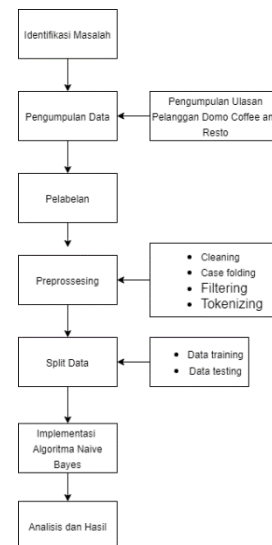 Identifikasi Masalah
Pengumpulan Data
Pengumpulan Ulasan
Pelanggan Domo Coffee an
Resto
Pelabelan
Preprossesing
Cleaning
Case folding
Filtering
Tokenizing
Split Data
Data training
Data testing
Implementasi
Algoritma Naive
Bayes
Analisis dan Hasil